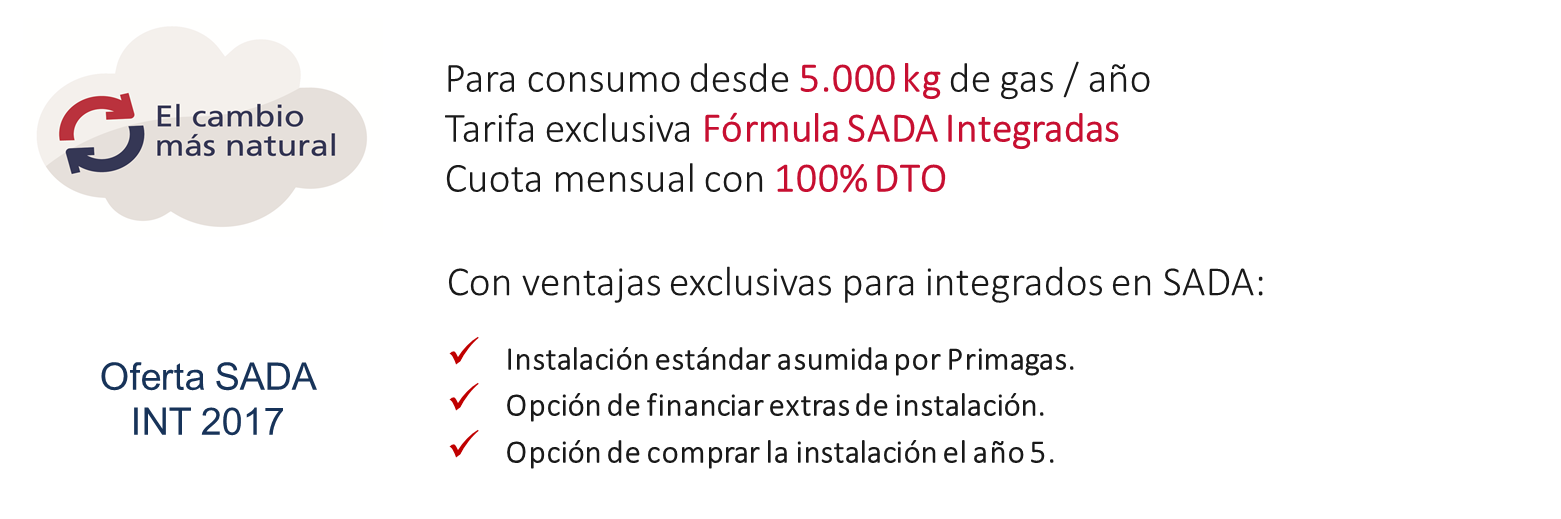 El cambio
más natural
Para consumo desde 5.000 kg de gas / año
Tarifa exclusiva Fórmula SADA Integradas
Cuota mensual con 100% DTO
Con ventajas exclusivas para integrados en SADA:
Oferta SADA
INT 2017
Instalación estándar asumida por Primagas.
Opción de financiar extras de instalación.
Opción de comprar la instalación el año 5.